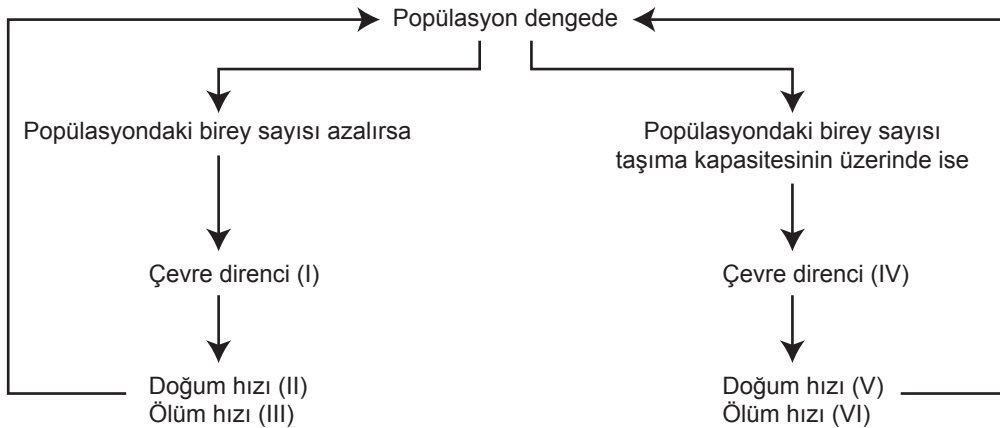 Popülasyon dengede
Popülasyondaki birey sayısı azalırsa
Popülasyondaki birey sayısı
taşıma kapasitesinin üzerinde ise
Çevre direnci (I)
Çevre direnci (IV)
Doğum hızı (II)
Ölüm hızı (III)
Doğum hızı (V)
Ölüm hızı (VI)